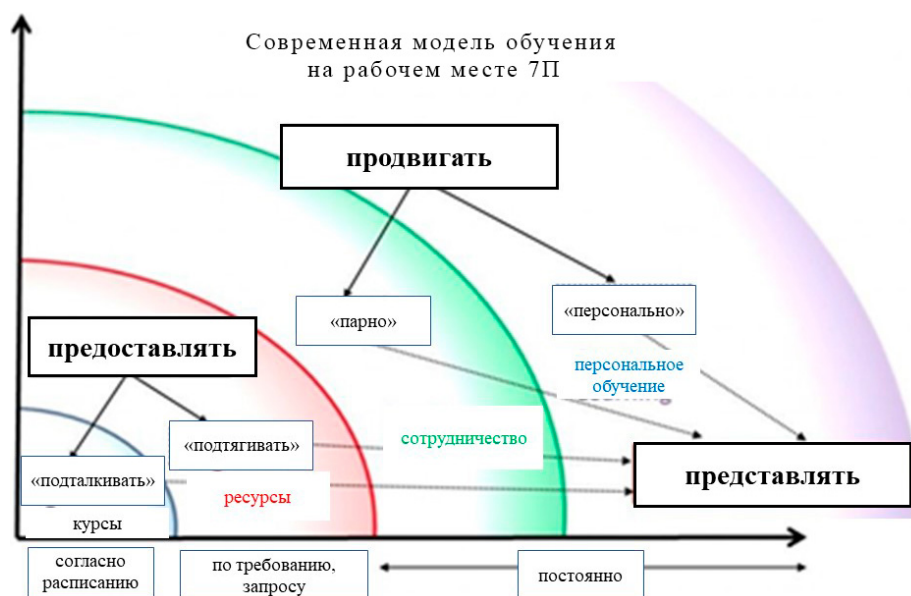 Современная модель обучения
на рабочем месте 7П
продвигать
«парно»
«персонально»
предоставлять
персональное
обучение
«подтягивать»
сотрудничество
«подталкивать»
ресурсы
представлять
курсы
согласно
расписанию
по требованию,
запросу
постоянно